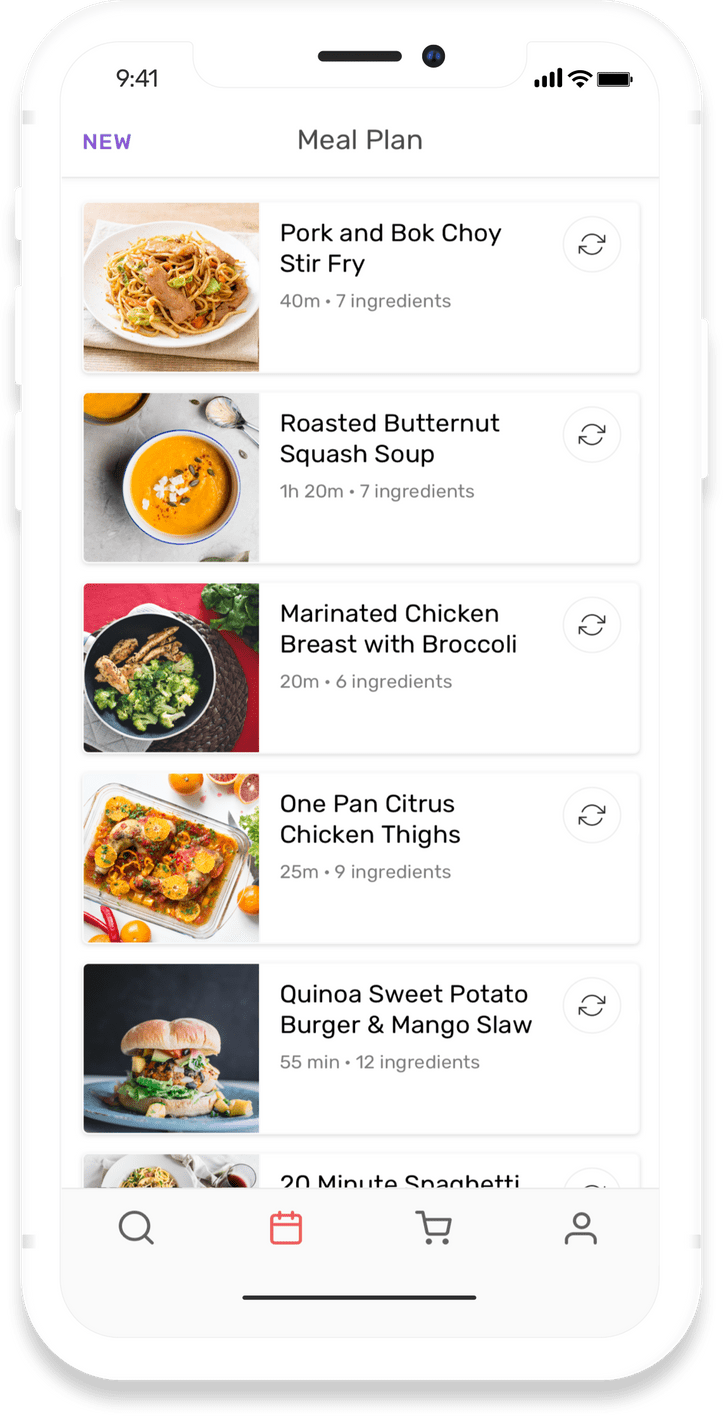 9:41
NEW
Meal Plan
Pork and Bok Choy
Stir Fry
40m • 7 ingredients
Roasted Butternut
Squash Soup
1h 20m • 7 ingredients
Marinated Chicken
Breast with Broccoli
20m • 6 ingredients
One Pan Citrus
Chicken Thighs
25m • 9 ingredients
Quinoa Sweet Potato
Burger & Mango Slaw
55 min • 12 ingredients
20 Minute Spaghetti